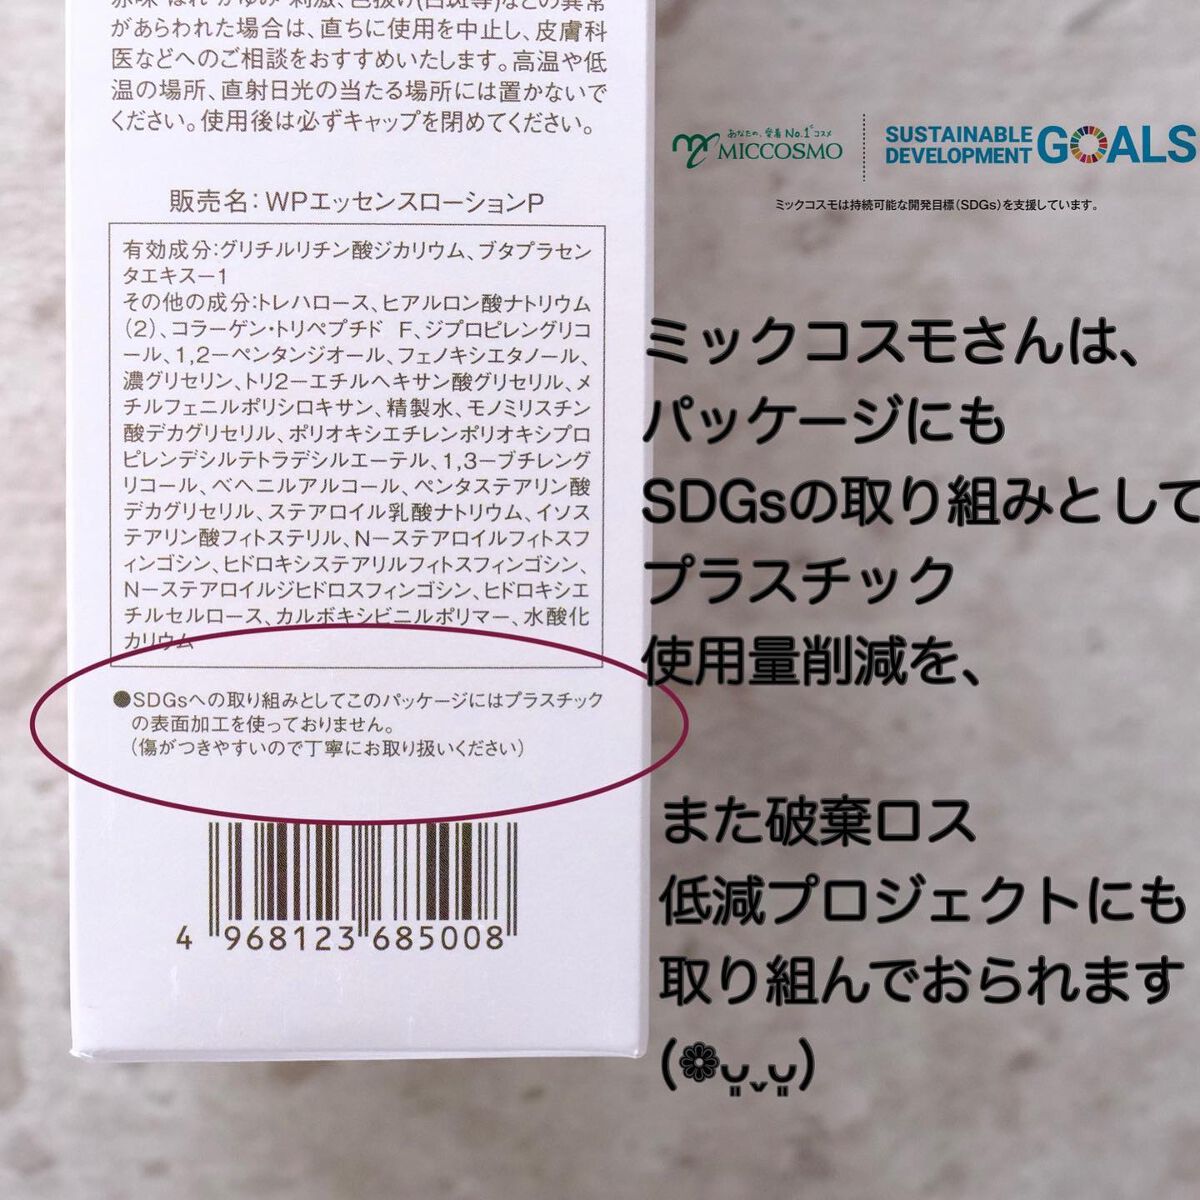 赤味・はれ・かゆみ・刺激、色抜け(白斑等)などの異常
があらわれた場合は、直ちに使用を中止し、皮膚科
医などへのご相談をおすすめいたします。高温や低
温の場所、直射日光の当たる場所には置かないで
ください。使用後は必ずキャップを閉めてください。
販売名：WPエッセンスローションP
有効成分：グリチルリチン酸ジカリウム、ブタプラセン
タエキス－1
その他の成分：トレハロース、ヒアルロン酸ナトリウム
（2）、コラーゲン・トリペプチド F、ジプロピレングリコ
ール、1,2－ペンタンジオール、フェノキシエタノール、
濃グリセリン、トリ2－エチルヘキサン酸グリセリル、メ
チルフェニルポリシロキサン、精製水、モノミリスチン
酸デカグリセリル、ポリオキシエチレンポリオキシプロ
ピレンデシルテトラデシルエーテル、1,3－ブチレング
リコール、ベヘニルアルコール、ペンタステアリン酸
デカグリセリル、ステアロイル乳酸ナトリウム、イソス
テアリン酸フィトステリル、N－ステアロイルフィトスフ
ィンゴシン、ヒドロキシステアリルフィトスフィンゴシン、
N－ステアロイルジヒドロスフィンゴシン、ヒドロキシエ
チルセルロース、カルボキシビニルポリマー、水酸化
カリウム
●SDGsへの取り組みとしてこのパッケージにはプラスチック
の表面加工を使っておりません。
（傷がつきやすいので丁寧にお取り扱いください）
4 968123 685008
あなたの、愛着No.1コスメ
MICCOSMO
SUSTAINABLE
DEVELOPMENT
GOALS
ミックコスモは持続可能な開発目標（SDGs）を支援しています。
ミックコスモさんは、
パッケージにも
SDGsの取り組みとして
プラスチック
使用量削減を、
また破棄ロス
低減プロジェクトにも
取り組んでおられます
(❁ᴗ͈ˬᴗ͈)